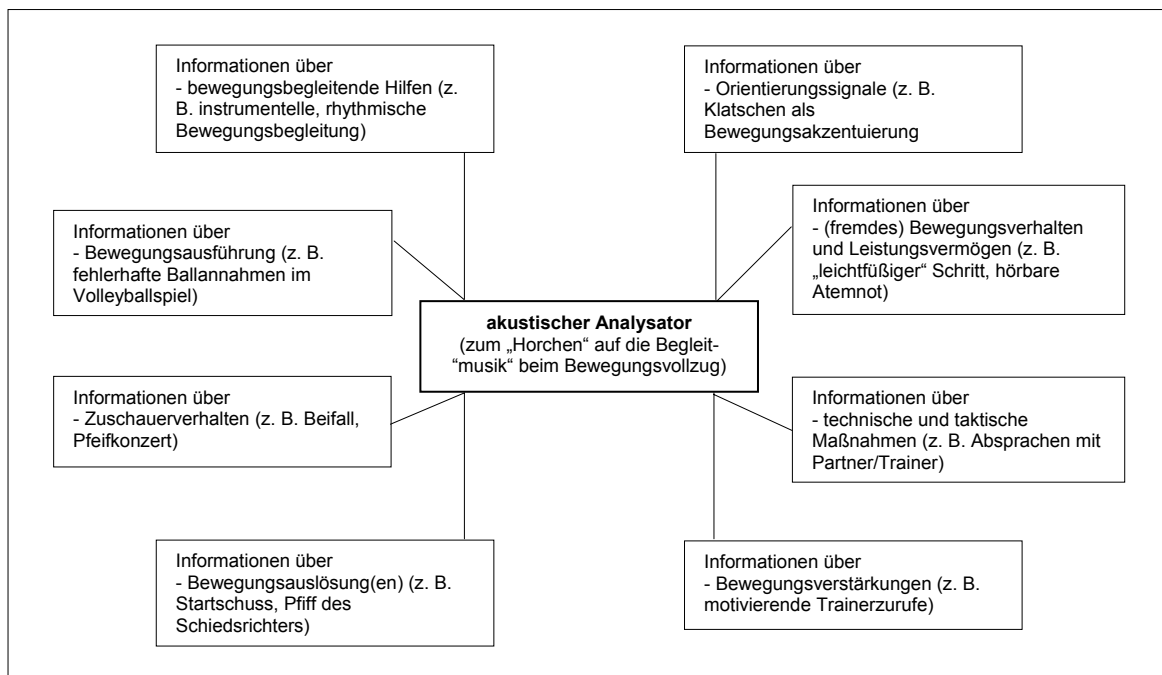 Informationen über
- bewegungsbegleitende Hilfen (z.
B. instrumentelle, rhythmische
Bewegungsbegleitung)
Informationen über
- Orientierungssignale (z. B.
Klatschen als
Bewegungsakzentuierung
Informationen über
- Bewegungsausführung (z. B.
fehlerhafte Ballannahmen im
Volleyballspiel)
Informationen über
- (fremdes) Bewegungsverhalten
und Leistungsvermögen (z. B.
„leichtfüßiger“ Schritt, hörbare
Atemnot)
akustischer Analysator
(zum „Horchen“ auf die Begleit-
“musik“ beim Bewegungsvollzug)
Informationen über
- Zuschauerverhalten (z. B. Beifall,
Pfeifkonzert)
Informationen über
- technische und taktische
Maßnahmen (z. B. Absprachen mit
Partner/Trainer)
Informationen über
- Bewegungsauslösung(en) (z. B.
Startschuss, Pfiff des
Schiedsrichters)
Informationen über
- Bewegungsverstärkungen (z. B.
motivierende Trainerzurufe)